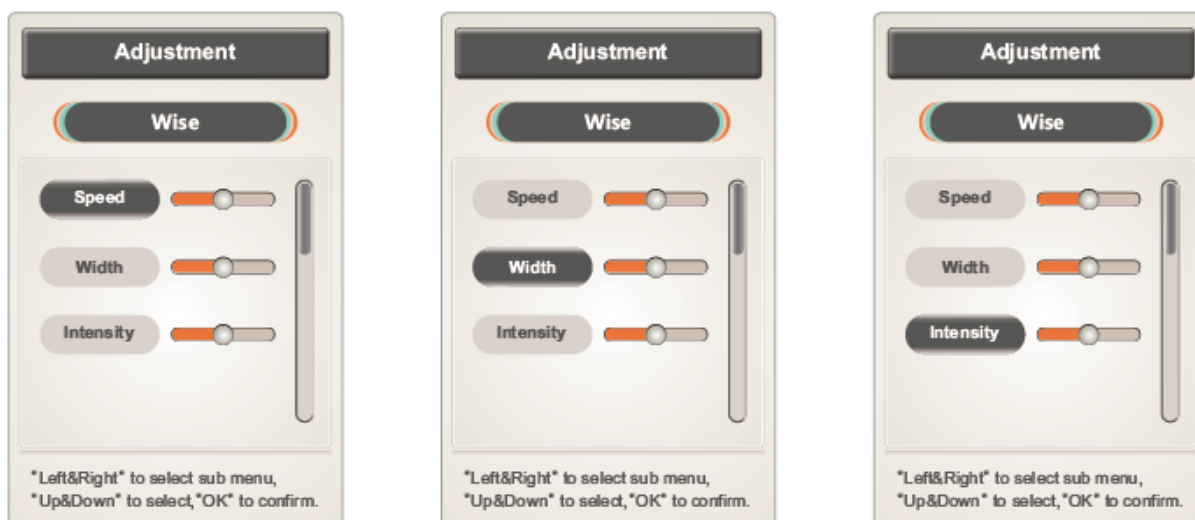 Adjustment
Wise
Speed
Width
Intensity
"Left&Right" to select sub menu,
"Up&Down" to select,"OK" to confirm.
Adjustment
Wise
Speed
Width
Intensity
"Left&Right" to select sub menu,
"Up&Down" to select,"OK" to confirm.
Adjustment
Wise
Speed
Width
Intensity
"Left&Right" to select sub menu,
"Up&Down" to select,"OK" to confirm.